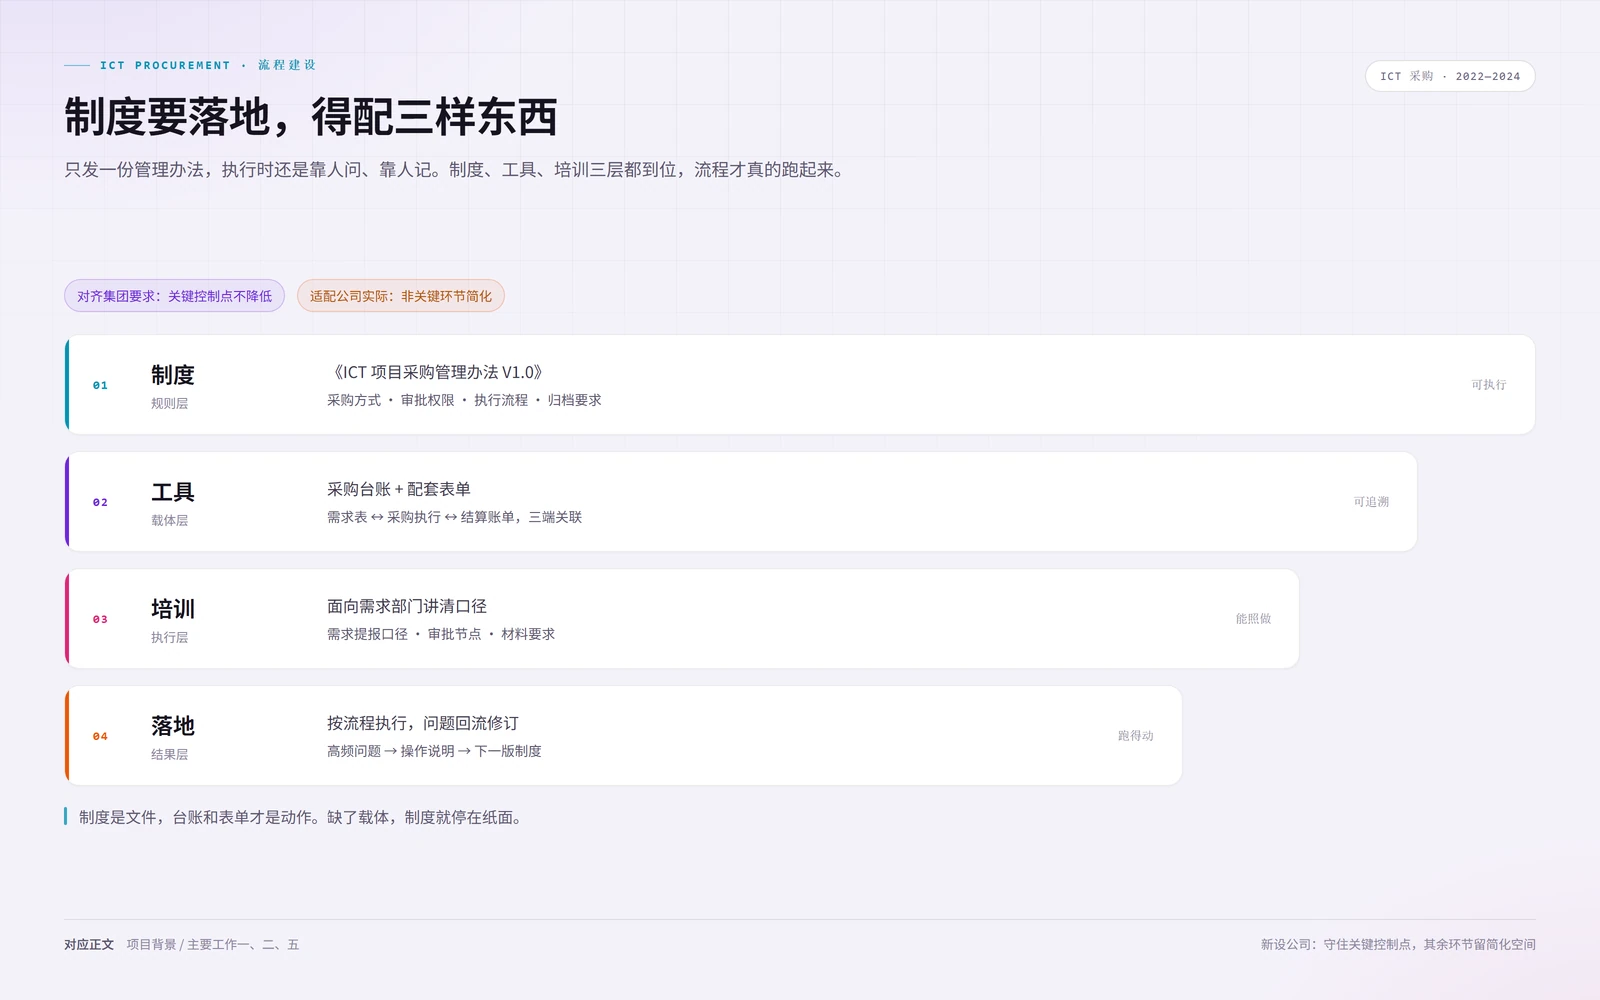 ICT PROCUREMENT · 流程建设
ICT 采购 · 2022—2024
制度要落地，得配三样东西
只发一份管理办法，执行时还是靠人问、靠人记。制度、工具、培训三层都到位，流程才真的跑起来。
对齐集团要求：关键控制点不降低
适配公司实际：非关键环节简化
01
制度
规则层
《ICT 项目采购管理办法 V1.0》
采购方式 · 审批权限 · 执行流程 · 归档要求
可执行
02
工具
载体层
采购台账 + 配套表单
需求表 ↔ 采购执行 ↔ 结算账单，三端关联
可追溯
03
培训
执行层
面向需求部门讲清口径
需求提报口径 · 审批节点 · 材料要求
能照做
04
落地
结果层
按流程执行，问题回流修订
高频问题 → 操作说明 → 下一版制度
跑得动
制度是文件，台账和表单才是动作。缺了载体，制度就停在纸面。
对应正文 项目背景 / 主要工作一、二、五
新设公司：守住关键控制点，其余环节留简化空间